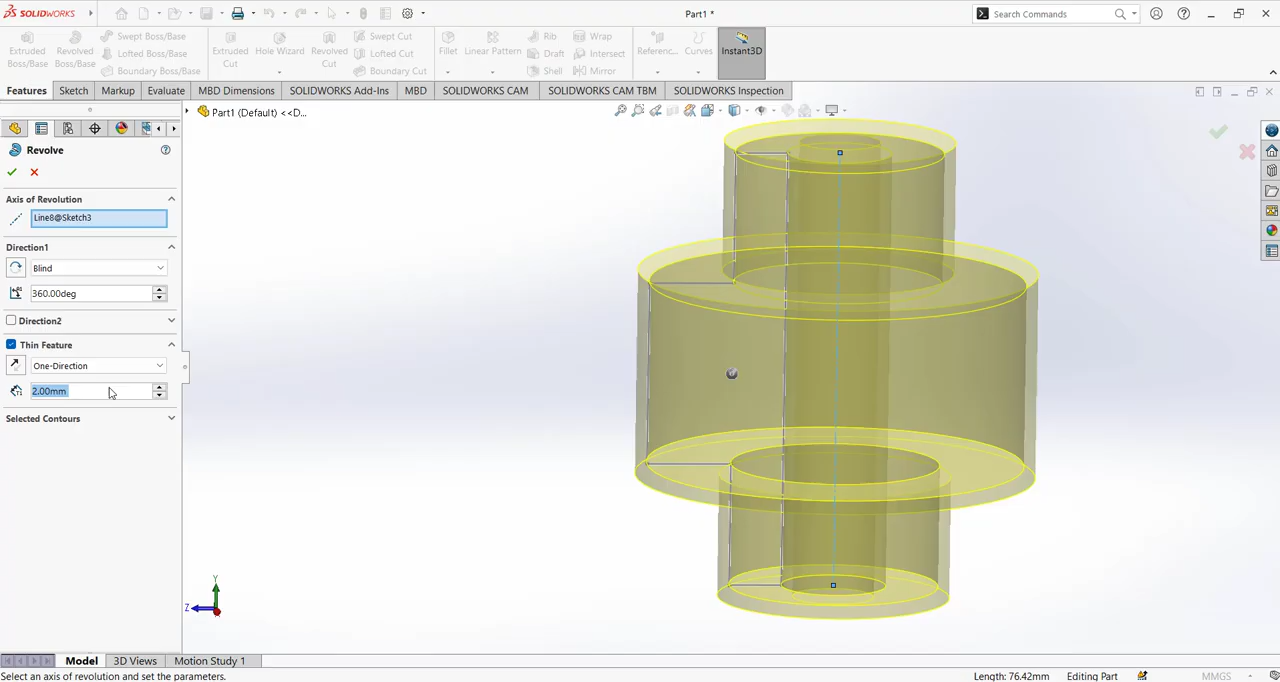 SOLIDWORKS
Part1 *
Search Commands
Extruded Boss/Base
Revolved Boss/Base
Swept Boss/Base
Lofted Boss/Base
Boundary Boss/Base
Extruded Cut
Hole Wizard
Revolved Cut
Swept Cut
Lofted Cut
Boundary Cut
Fillet
Linear Pattern
Rib
Draft
Shell
Wrap
Intersect
Mirror
Referenc...
Curves
Instant3D
Features
Sketch
Markup
Evaluate
MBD Dimensions
SOLIDWORKS Add-Ins
MBD
SOLIDWORKS CAM
SOLIDWORKS CAM TBM
SOLIDWORKS Inspection
Part1 (Default) <<D...
Revolve
Axis of Revolution
Line8@Sketch3
Direction1
Blind
360.00deg
Direction2
Thin Feature
One-Direction
2.00mm
Selected Contours
Y
Z
Model
3D Views
Motion Study 1
Select an axis of revolution and set the parameters.
Length: 76.42mm
Editing Part
MMGS